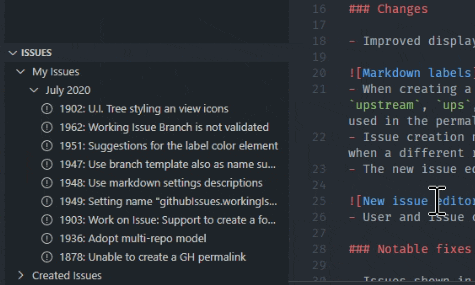 ISSUES
My Issues
July 2020
1902: U.I. Tree styling an view icons
1962: Working Issue Branch is not validated
1951: Suggestions for the label color element
1947: Use branch template also as name su...
1948: Use markdown settings descriptions
1949: Setting name "githubIssues.workingIs...
1903: Work on Issue: Support to create a fo...
1936: Adopt multi-repo model
1878: Unable to create a GH permalink
Created Issues
16 ### Changes
17
18 - Improved display
19
20 ![Markdown labels]
21 - When creating a
`upstream`, `ups`
used in the permal
22 - Issue creation
when a different r
23 - The new issue ed
24
25 ![New issue editor
26 - User and issue c
27
28 ### Notable fixes
29